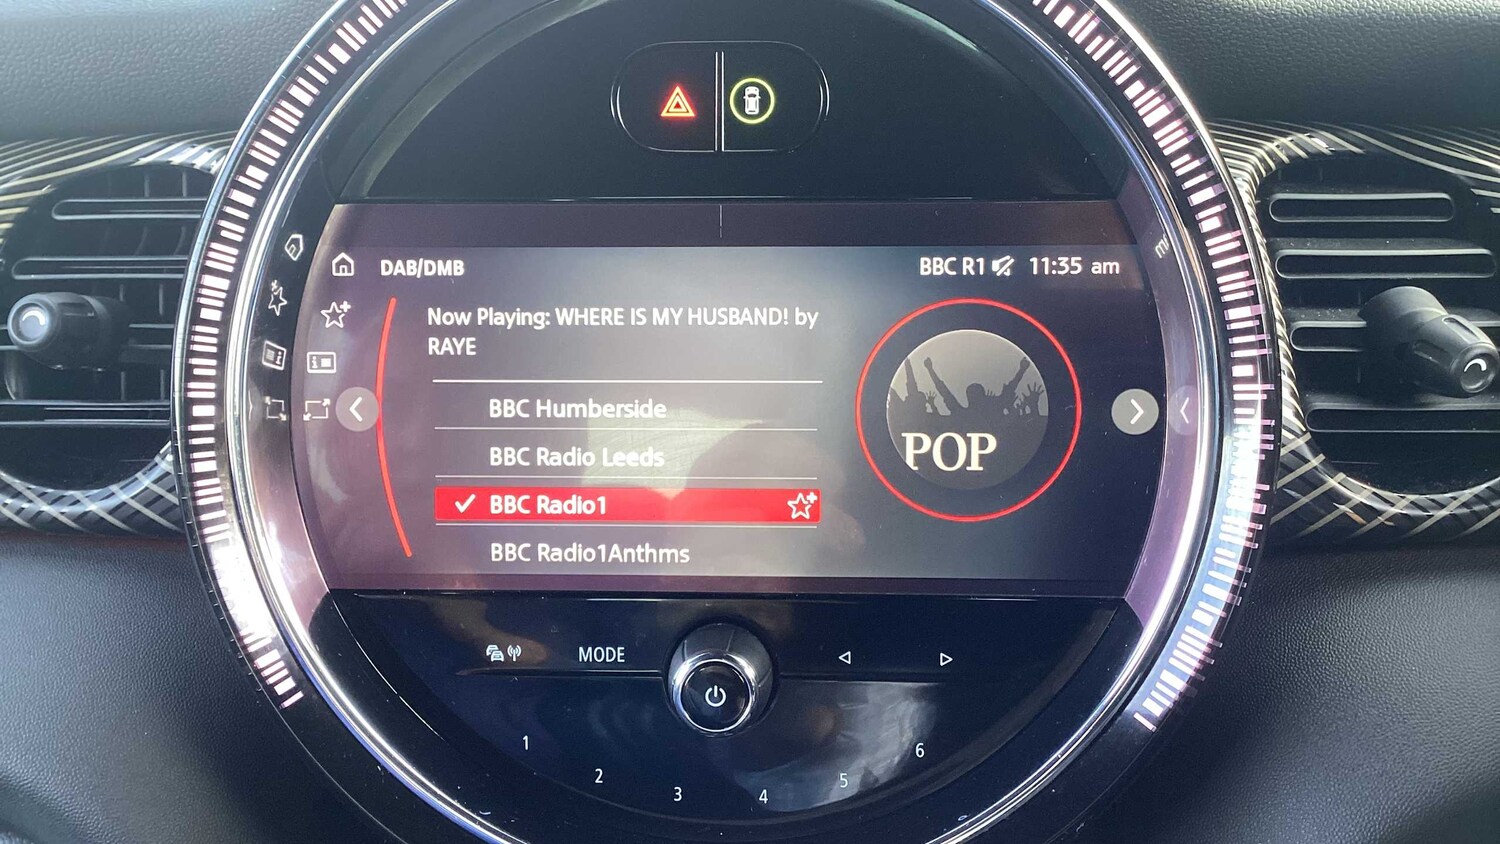 DAB/DMB
BBC R1 11:35 am
Now Playing: WHERE IS MY HUSBAND! by
RAYE
BBC Humberside
BBC Radio Leeds
BBC Radio1
BBC Radio1Anthms
POP
MODE
1
2
3
4
5
6